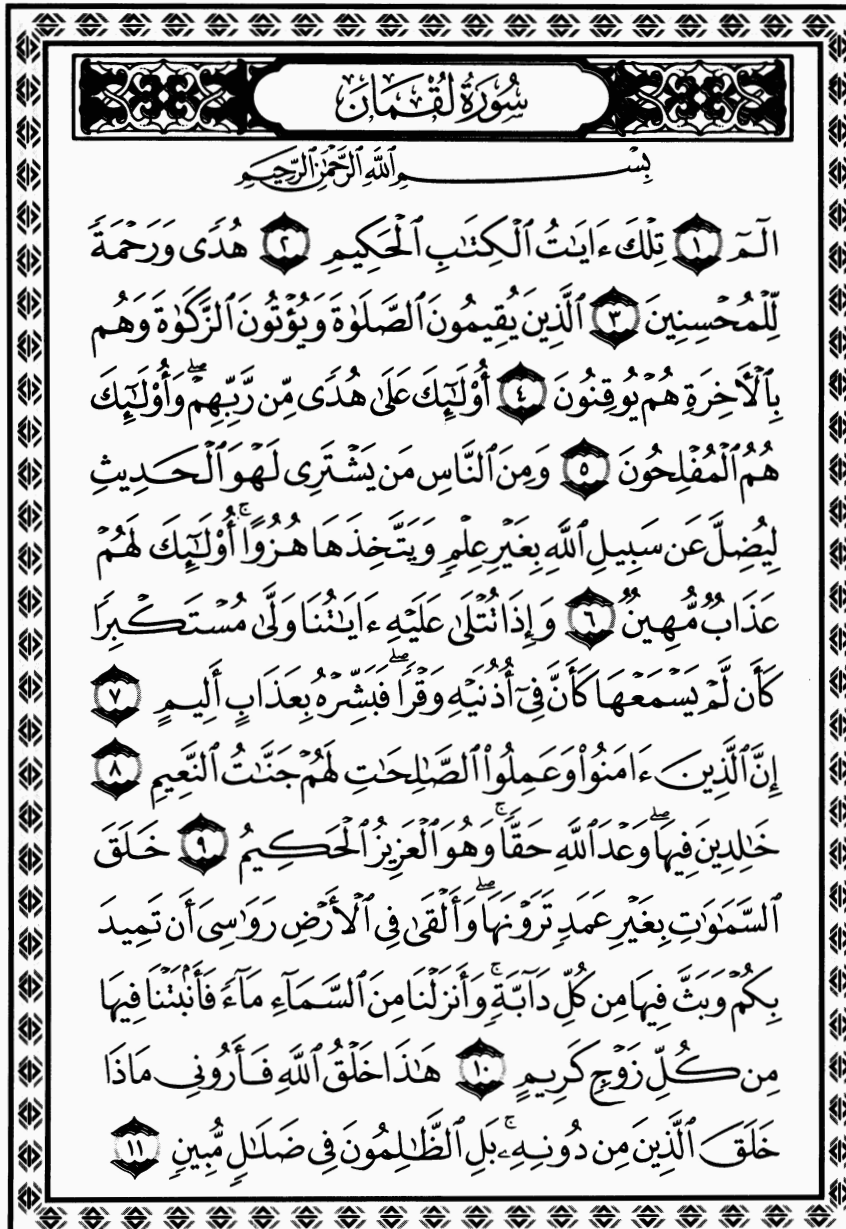 سُورَةُ لُقْمَان
بِسْمِ ٱللَّهِ ٱلرَّحْمَٰنِ ٱلرَّحِيمِ
الٓمٓ ١ تِلْكَ ءَايَٰتُ ٱلْكِتَٰبِ ٱلْحَكِيمِ ٢ هُدًى وَرَحْمَةً
لِّلْمُحْسِنِينَ ٣ ٱلَّذِينَ يُقِيمُونَ ٱلصَّلَوٰةَ وَيُؤْتُونَ ٱلزَّكَوٰةَ وَهُم
بِٱلْأَخِرَةِ هُمْ يُوقِنُونَ ٤ أُوْلَٰٓئِكَ عَلَىٰ هُدًى مِّن رَّبِّهِمْۖ وَأُوْلَٰٓئِكَ
هُمُ ٱلْمُفْلِحُونَ ٥ وَمِنَ ٱلنَّاسِ مَن يَشْتَرِى لَهْوَ ٱلْحَدِيثِ
لِيُضِلَّ عَن سَبِيلِ ٱللَّهِ بِغَيْرِ عِلْمٍ وَيَتَّخِذَهَا هُزُوًاۚ أُوْلَٰٓئِكَ لَهُمْ
عَذَابٌ مُّهِينٌ ٦ وَإِذَا تُتْلَىٰ عَلَيْهِ ءَايَٰتُنَا وَلَّىٰ مُسْتَكْبِرًا
كَأَن لَّمْ يَسْمَعْهَا كَأَنَّ فِىٓ أُذُنَيْهِ وَقْرًاۖ فَبَشِّرْهُ بِعَذَابٍ أَلِيمٍ ٧
إِنَّ ٱلَّذِينَ ءَامَنُوا۟ وَعَمِلُوا۟ ٱلصَّٰلِحَٰتِ لَهُمْ جَنَّٰتُ ٱلنَّعِيمِ ٨
خَٰلِدِينَ فِيهَاۖ وَعْدَ ٱللَّهِ حَقًّاۚ وَهُوَ ٱلْعَزِيزُ ٱلْحَكِيمُ ٩ خَلَقَ
ٱلسَّمَٰوَٰتِ بِغَيْرِ عَمَدٍ تَرَوْنَهَاۖ وَأَلْقَىٰ فِى ٱلْأَرْضِ رَوَٰسِىَ أَن تَمِيدَ
بِكُمْ وَبَثَّ فِيهَا مِن كُلِّ دَآبَّةٍۚ وَأَنزَلْنَا مِنَ ٱلسَّمَآءِ مَآءً فَأَنۢبَتْنَا فِيهَا
مِن كُلِّ زَوْجٍ كَرِيمٍ ١٠ هَٰذَا خَلْقُ ٱللَّهِ فَأَرُونِى مَاذَا
خَلَقَ ٱلَّذِينَ مِن دُونِهِۦۚ بَلِ ٱلظَّٰلِمُونَ فِى ضَلَٰلٍ مُّبِينٍ ١١